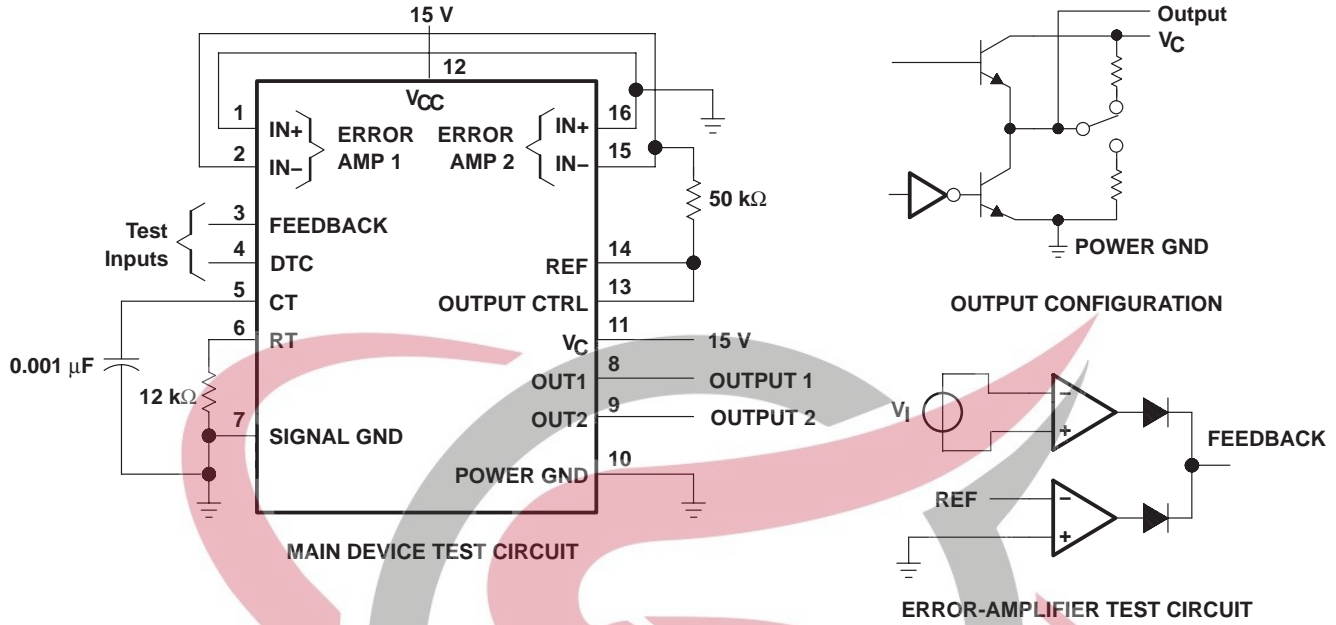 15 V
12
VCC
1
IN+
2
IN−
ERROR
AMP 1
ERROR
AMP 2
IN+
16
IN−
15
50 kΩ
Test
Inputs
3
FEEDBACK
4
DTC
5
CT
6
RT
0.001 μF
12 kΩ
7
SIGNAL GND
REF
14
OUTPUT CTRL
13
VC
11
15 V
OUT1
8
OUTPUT 1
OUT2
9
OUTPUT 2
POWER GND
10
MAIN DEVICE TEST CIRCUIT
Output
VC
POWER GND
OUTPUT CONFIGURATION
VI
−
+
FEEDBACK
REF
−
+
ERROR-AMPLIFIER TEST CIRCUIT